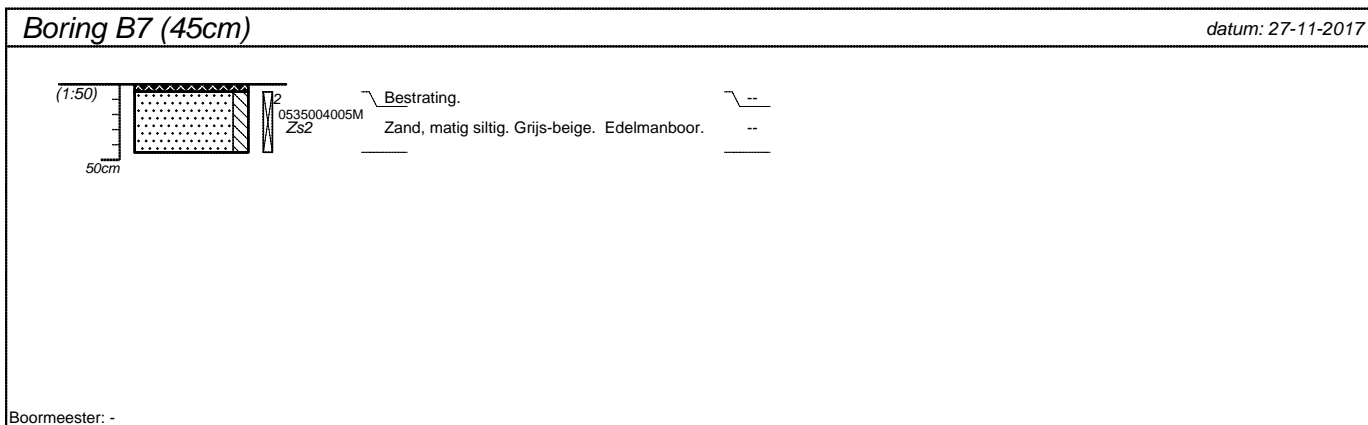 Boring B7 (45cm)
datum: 27-11-2017
(1:50)
2
Bestrating.
--
0535004005M
Zs2
Zand, matig siltig. Grijs-beige. Edelmanboor.
--
50cm
Boormeester: -